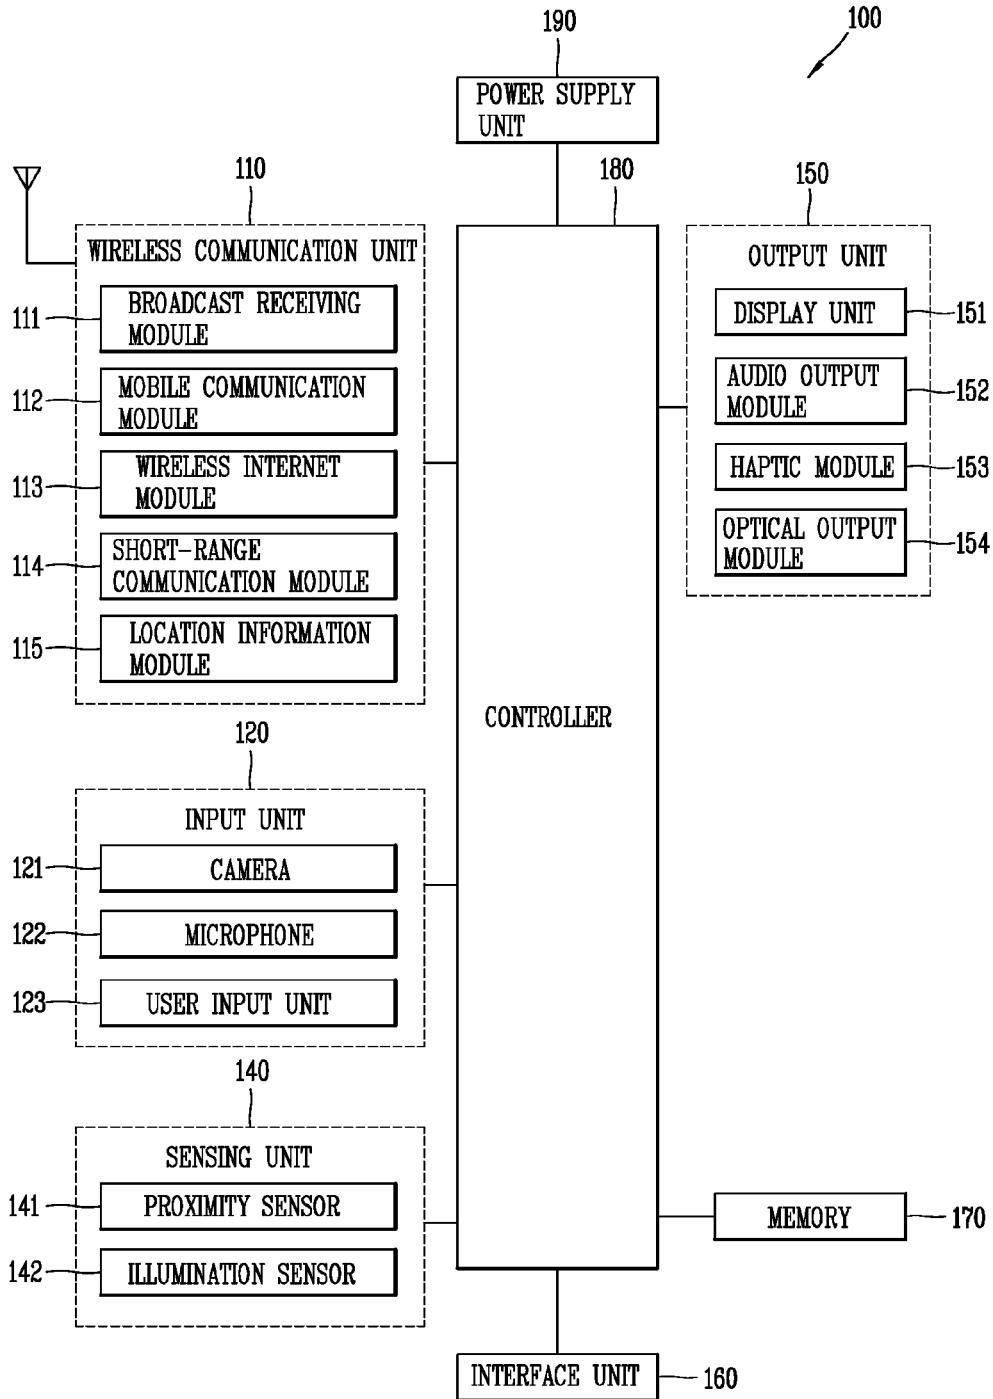 100
190
POWER SUPPLY
UNIT
110
180
150
WIRELESS COMMUNICATION UNIT
111
BROADCAST RECEIVING
MODULE
112
MOBILE COMMUNICATION
MODULE
113
WIRELESS INTERNET
MODULE
114
SHORT-RANGE
COMMUNICATION MODULE
115
LOCATION INFORMATION
MODULE
120
INPUT UNIT
121
CAMERA
122
MICROPHONE
123
USER INPUT UNIT
140
SENSING UNIT
141
PROXIMITY SENSOR
142
ILLUMINATION SENSOR
CONTROLLER
OUTPUT UNIT
DISPLAY UNIT
151
AUDIO OUTPUT
MODULE
152
HAPTIC MODULE
153
OPTICAL OUTPUT
MODULE
154
MEMORY
170
INTERFACE UNIT
160